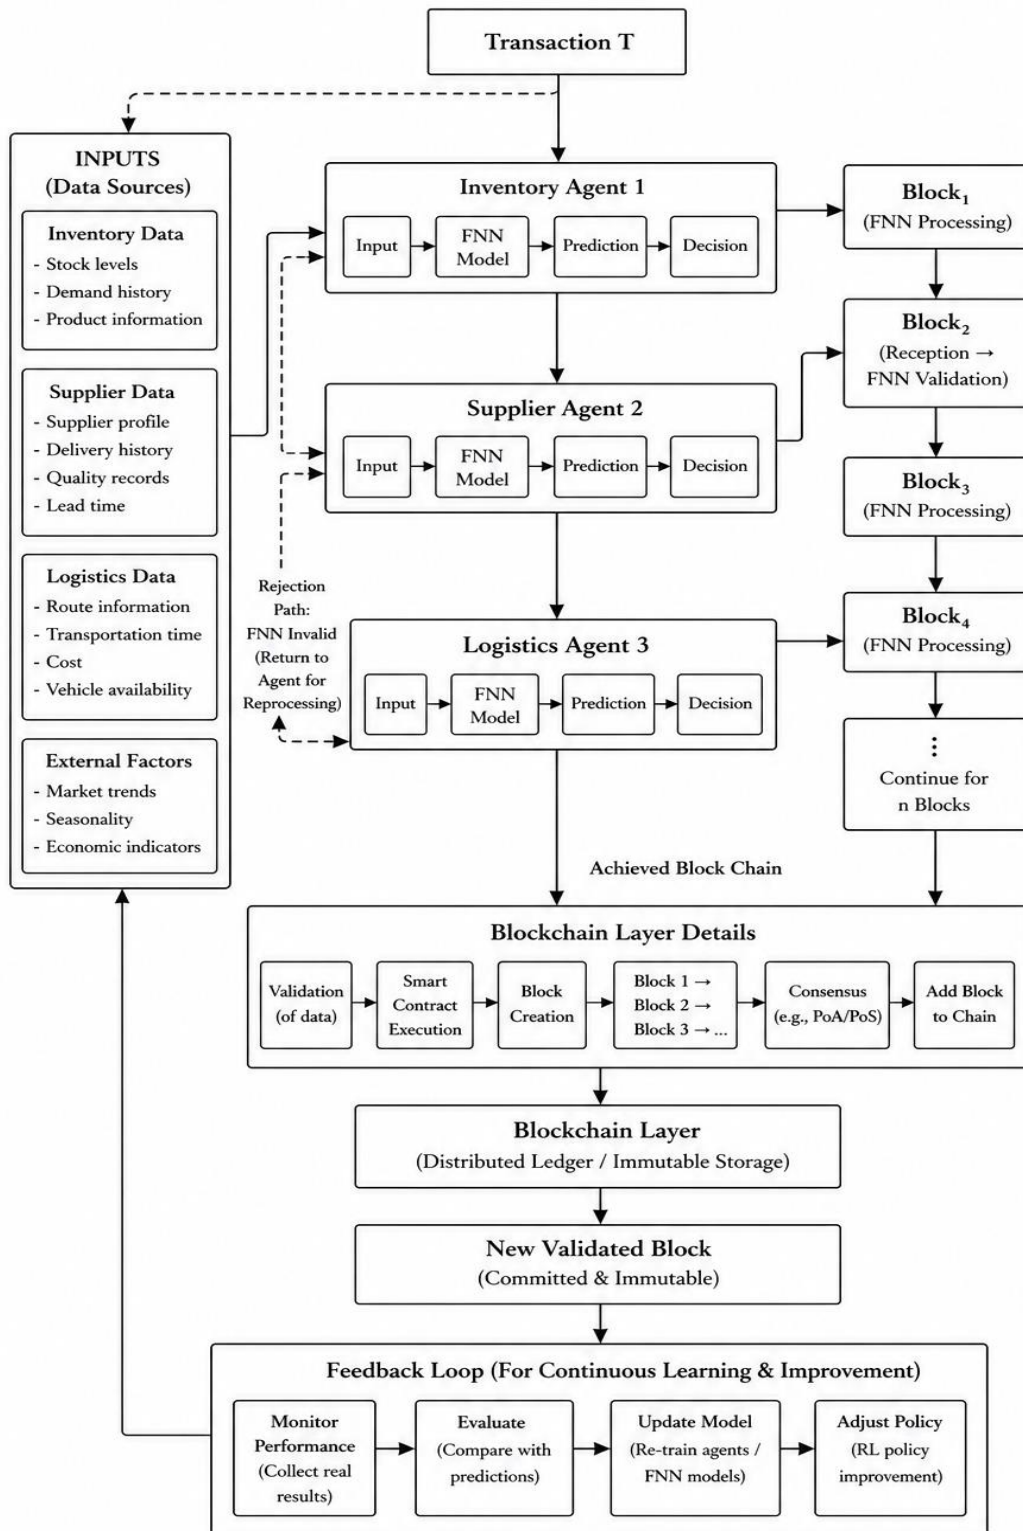 Transaction T
INPUTS
(Data Sources)
Inventory Data
- Stock levels
- Demand history
- Product information
Supplier Data
- Supplier profile
- Delivery history
- Quality records
- Lead time
Logistics Data
- Route information
- Transportation time
- Cost
- Vehicle availability
External Factors
- Market trends
- Seasonality
- Economic indicators
Inventory Agent 1
Input
FNN
Model
Prediction
Decision
Supplier Agent 2
Input
FNN
Model
Prediction
Decision
Rejection
Path:
FNN Invalid
(Return to
Agent for
Reprocessing)
Logistics Agent 3
Input
FNN
Model
Prediction
Decision
Block₁
(FNN Processing)
Block₂
(Reception →
FNN Validation)
Block₃
(FNN Processing)
Block₄
(FNN Processing)
⋮
Continue for
n Blocks
Achieved Block Chain
Blockchain Layer Details
Validation
(of data)
Smart
Contract
Execution
Block
Creation
Block 1 →
Block 2 →
Block 3 → ...
Consensus
(e.g., PoA/PoS)
Add Block
to Chain
Blockchain Layer
(Distributed Ledger / Immutable Storage)
New Validated Block
(Committed & Immutable)
Feedback Loop (For Continuous Learning & Improvement)
Monitor
Performance
(Collect real
results)
Evaluate
(Compare with
predictions)
Update Model
(Re-train agents /
FNN models)
Adjust Policy
(RL policy
improvement)